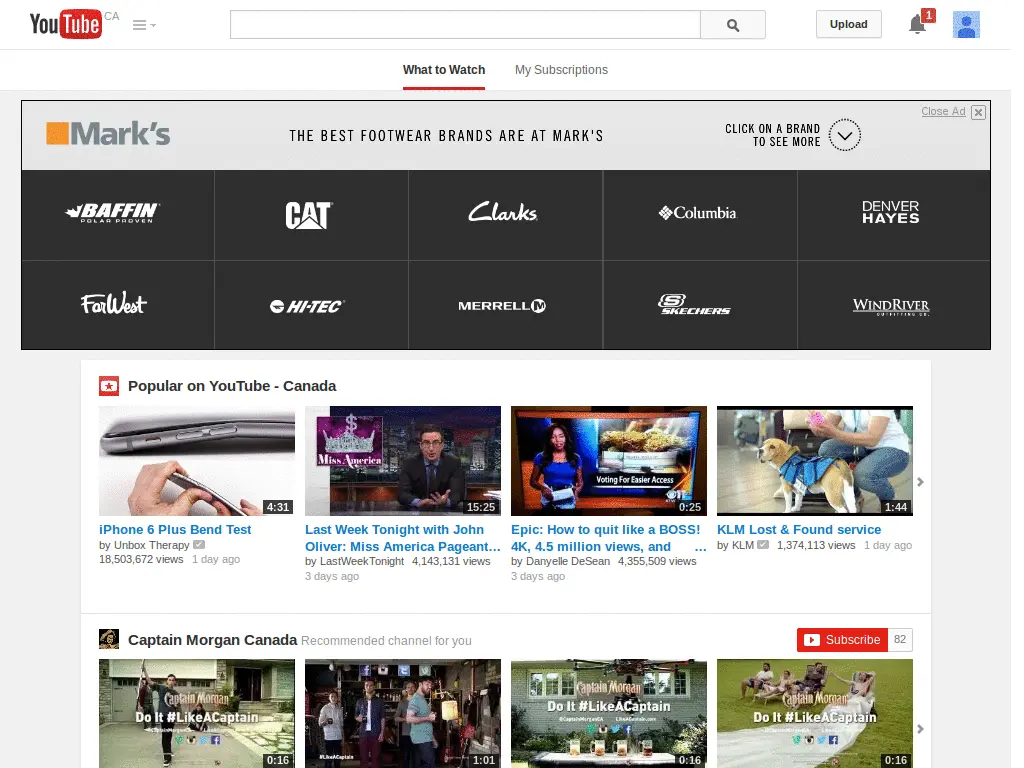 YouTube CA
Upload
1
What to Watch My Subscriptions
Close Ad
Mark's
THE BEST FOOTWEAR BRANDS ARE AT MARK'S
CLICK ON A BRAND
TO SEE MORE
BAFFIN
POLAR PROVEN
CAT
Clarks
Columbia
DENVER
HAYES
FarWest
HI-TEC
MERRELL
SKECHERS
WINDRIVER
OUTFITTING CO.
Popular on YouTube - Canada
4:31
Miss America
15:25
Voting For Easier Access
0:25
1:44
iPhone 6 Plus Bend Test
by Unbox Therapy
18,503,672 views 1 day ago
Last Week Tonight with John
Oliver: Miss America Pageant...
by LastWeekTonight 4,143,131 views
3 days ago
Epic: How to quit like a BOSS!
4K, 4.5 million views, and ...
by Danyelle DeSean 4,355,509 views
3 days ago
KLM Lost & Found service
by KLM 1,374,113 views 1 day ago
Captain Morgan Canada Recommended channel for you
Subscribe 82
Captain Morgan
Do It #LikeACaptain
0:16
#LikeACaptain
1:01
Captain Morgan
Do It #LikeACaptain
@CaptainMorganCA LikeACaptain.com
0:16
Captain Morgan
Do It #LikeACaptain
0:16